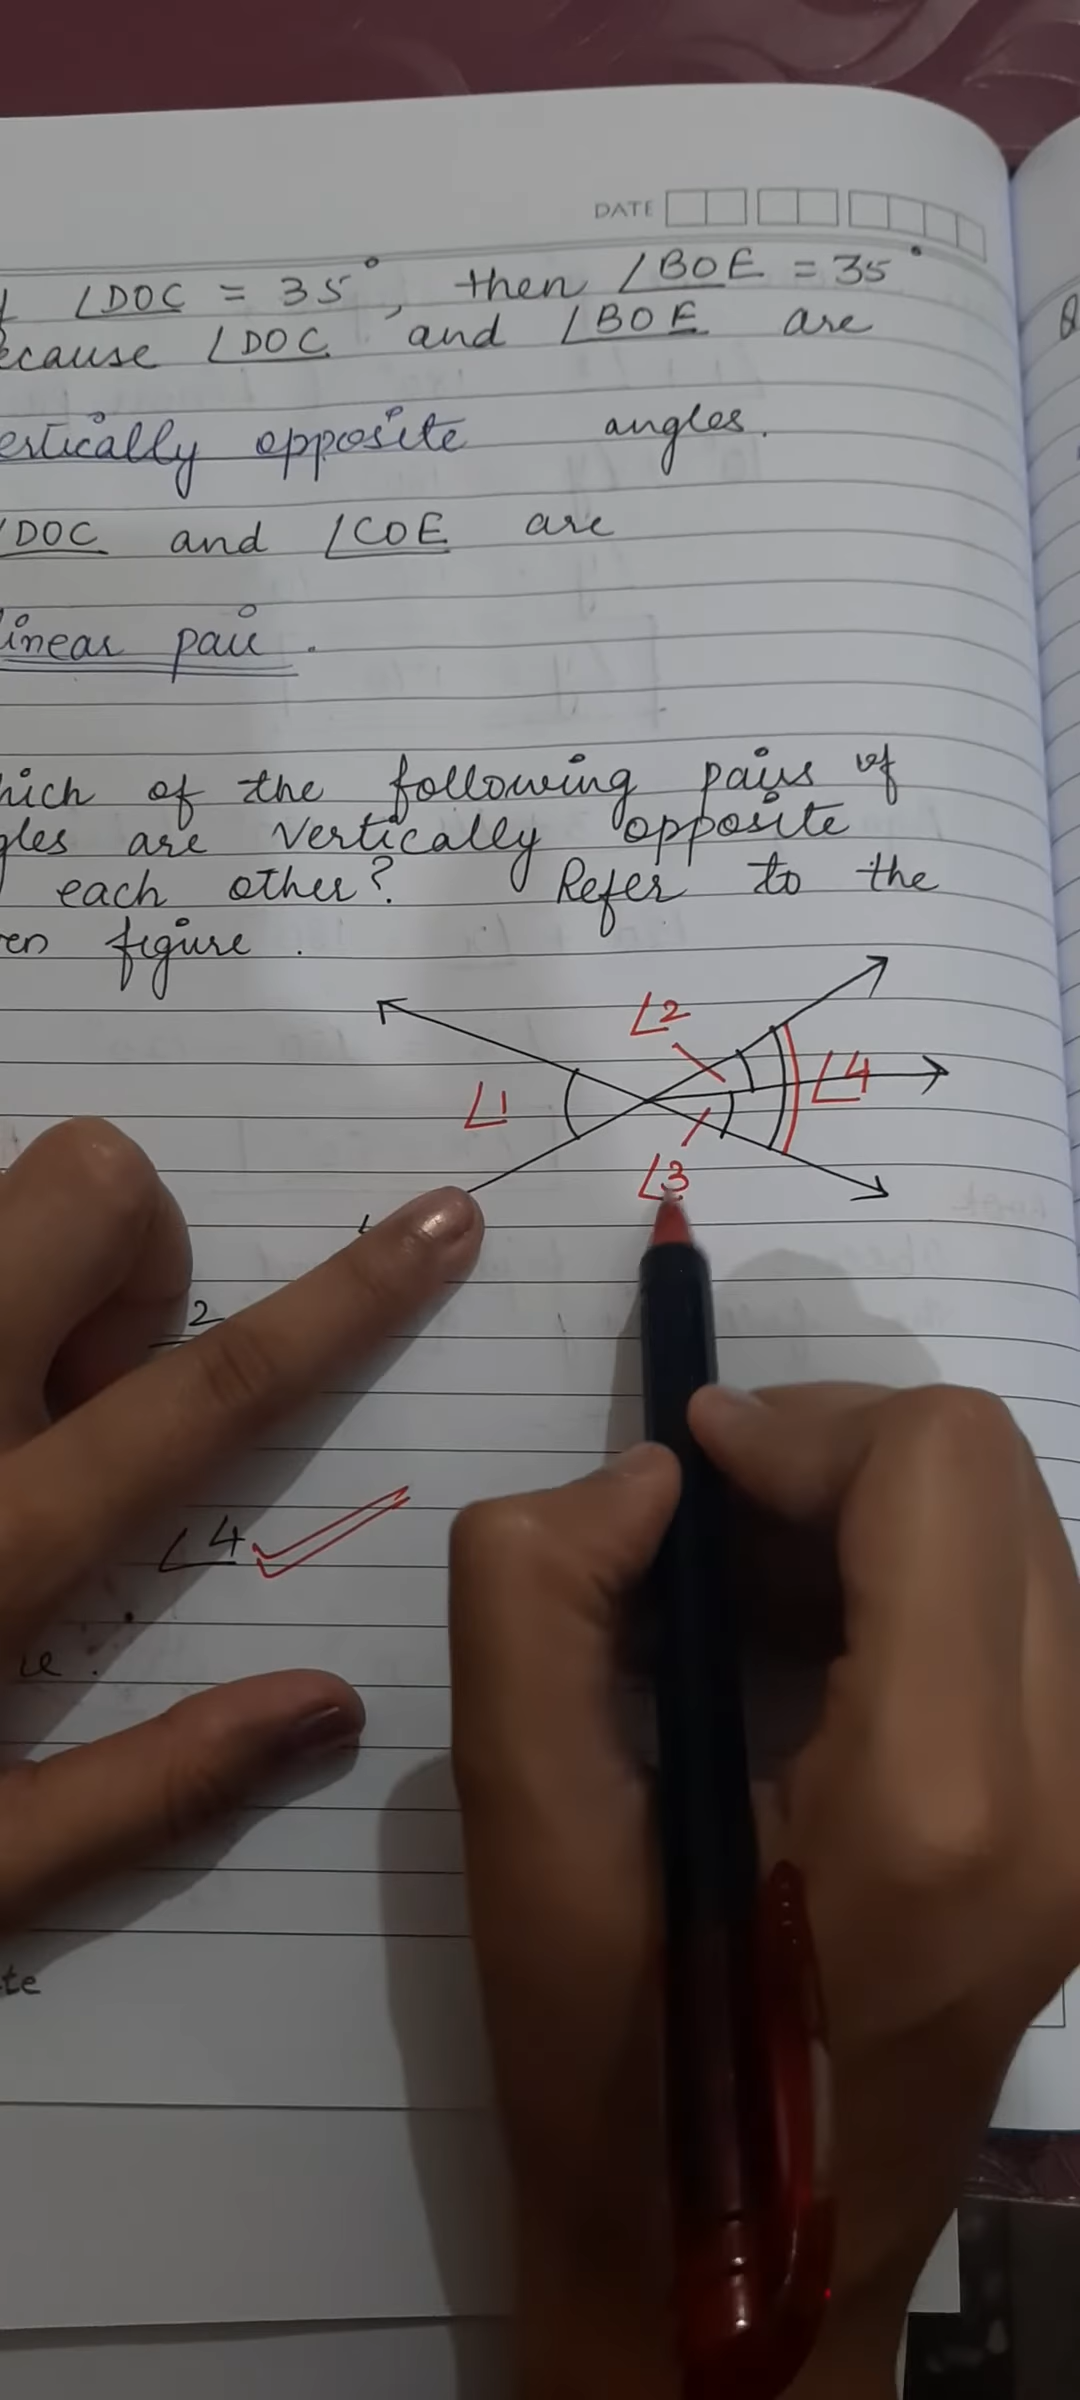 DATE
∠DOC = 35°, then ∠BOE = 35°
ecause ∠DOC and ∠BOE are
ertically opposite angles.
∠DOC and ∠COE are
linear pair.
hich of the following pairs of
gles are vertically opposite
each other? Refer to the
en figure.
∠2
∠1
∠4
∠3
2
∠4
te